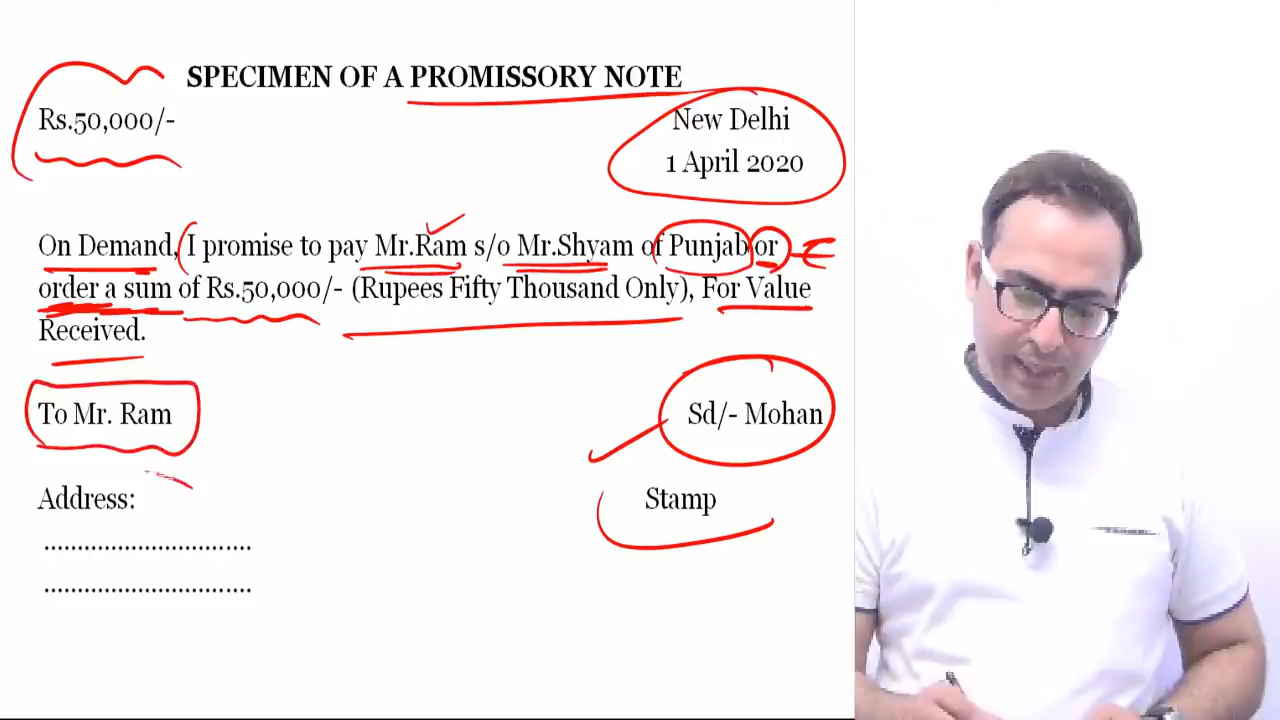 SPECIMEN OF A PROMISSORY NOTE
Rs.50,000/-
New Delhi
1 April 2020
On Demand, I promise to pay Mr.Ram s/o Mr.Shyam of Punjab or
order a sum of Rs.50,000/- (Rupees Fifty Thousand Only), For Value
Received.
To Mr. Ram
Sd/- Mohan
Address:
Stamp
..............................
..............................